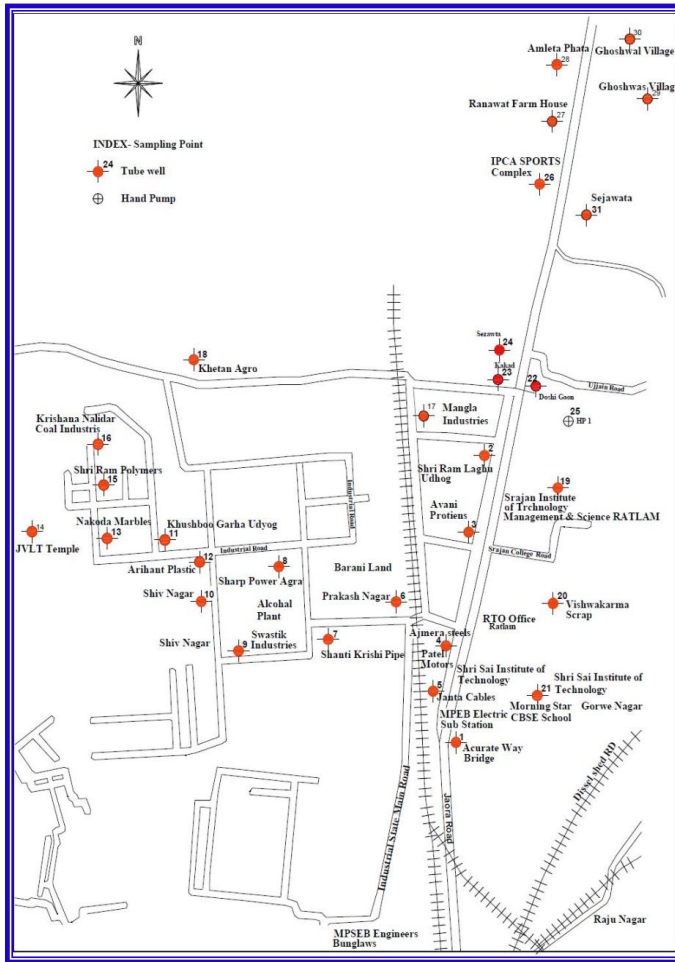 N
30
Amleta Phata
28
Ghoshwal Village
Ghoshwas Villag
29
Ranawat Farm House
27
INDEX- Sampling Point
24
Tube well
Hand Pump
IPCA SPORTS
Complex
26
Sejawata
31
Sezawta
24
Kakad
23
22
Doshi Gaon
Ujjain Road
18
Khetan Agro
17
Mangla
Industries
25
HP 1
Krishana Nalidar
Coal Industris
16
2
Shri Ram Laghu
Udhog
Shri Ram Polymers
15
19
Srajan Institute
of Trchnology
Management & Science RATLAM
Industrial Road
Avani
Protiens
3
Nakoda Marbles
13
Khushboo Garha Udyog
11
14
JVLT Temple
Industrial Road
Srajan College Road
12
Arihant Plastic
8
Sharp Power Agra
Barani Land
Shiv Nagar
10
Alcohal
Plant
Prakash Nagar
6
20
Vishwakarma
Scrap
RTO Office
Ratlam
Shiv Nagar
Swastik
Industries
9
7
Shanti Krishi Pipe
Ajmera steels
4
Patel
Motors
Shri Sai Institute of
Technology
5
Janta Cables
Shri Sai Institute of
Technology
21
Morning Star
CBSE School
Gorwe Nagar
MPEB Electric
Sub Station
1
Acurate Way
Bridge
Dissel shed RD
Industrial State Main Road
Jaora Road
Raju Nagar
MPSEB Engineers
Bunglaws